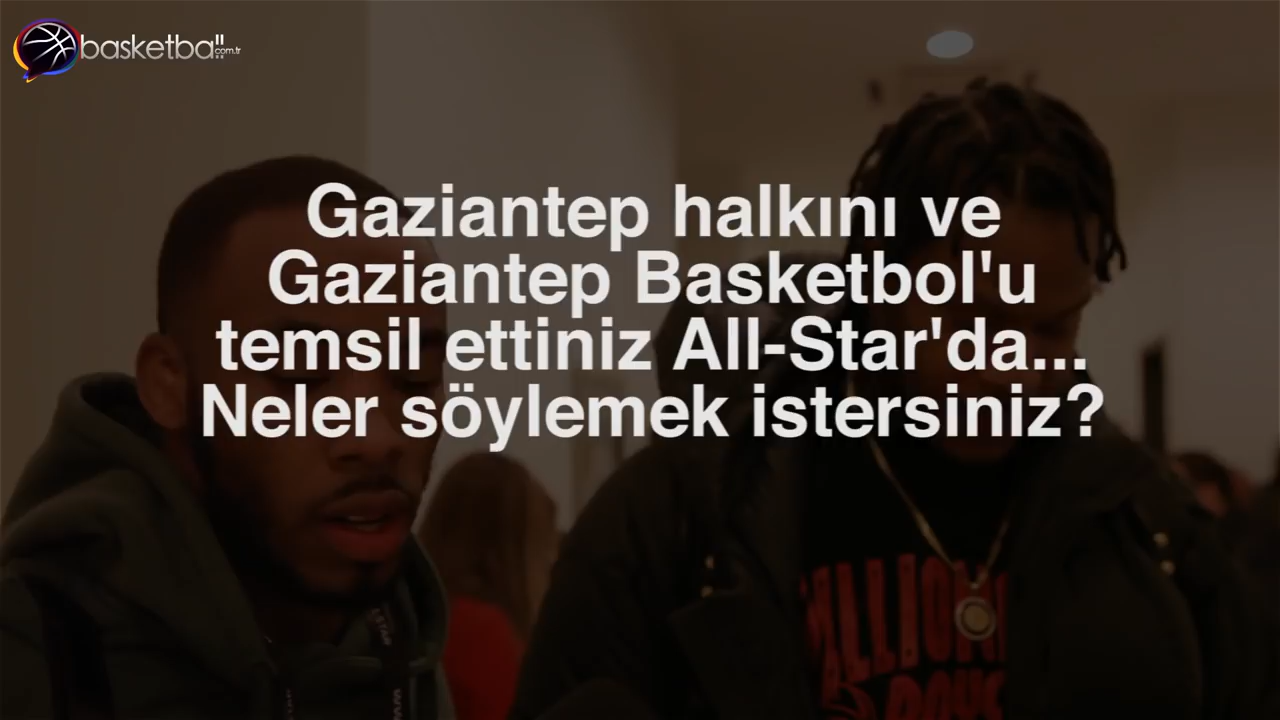 basketball
.com.tr
Gaziantep halkını ve
Gaziantep Basketbol'u
temsil ettiniz All-Star'da...
Neler söylemek istersiniz?